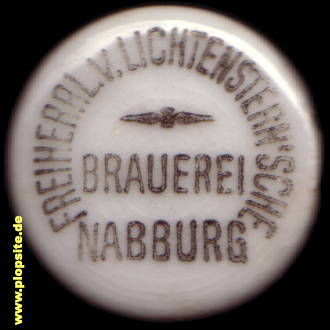 FREIHERRL.V.LICHTENSTERN'SCHE
BRAUEREI
NABBURG
www.plopsite.de